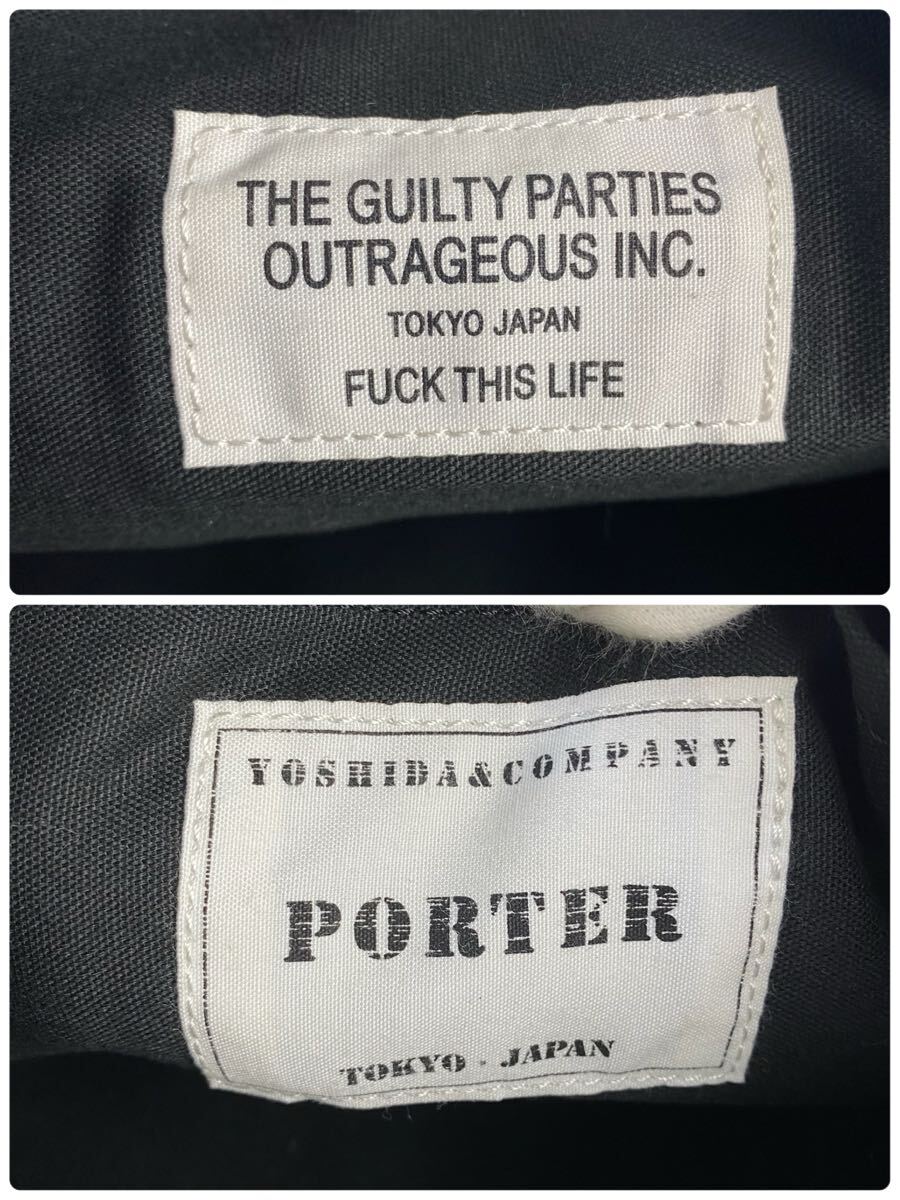 THE GUILTY PARTIES
OUTRAGEOUS INC.
TOKYO JAPAN
FUCK THIS LIFE
YOSHIDA&COMPANY
PORTER
TOKYO - JAPAN